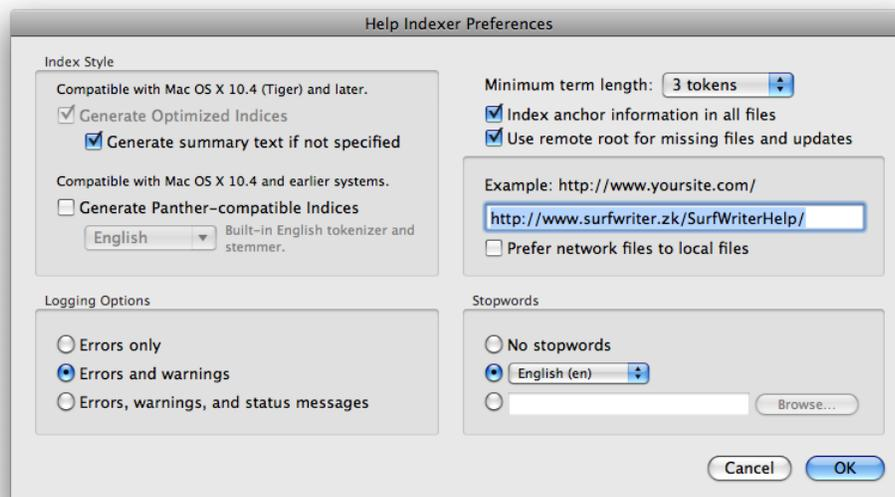 Help Indexer Preferences
Index Style
Compatible with Mac OS X 10.4 (Tiger) and later.
Generate Optimized Indices
Generate summary text if not specified
Compatible with Mac OS X 10.4 and earlier systems.
Generate Panther-compatible Indices
English
Built-in English tokenizer and
stemmer.
Minimum term length: 3 tokens
Index anchor information in all files
Use remote root for missing files and updates
Example: http://www.yoursite.com/
http://www.surfwriter.zk/SurfWriterHelp/
Prefer network files to local files
Logging Options
Errors only
Errors and warnings
Errors, warnings, and status messages
Stopwords
No stopwords
English (en)
Browse...
Cancel
OK